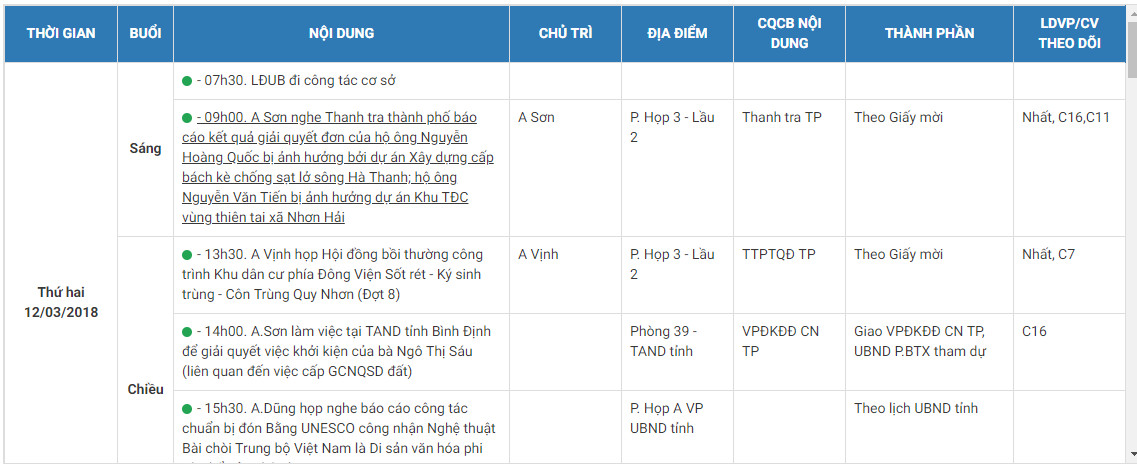 THỜI GIAN
BUỔI
NỘI DUNG
CHỦ TRÌ
ĐỊA ĐIỂM
CQCB NỘI
DUNG
THÀNH PHẦN
LDVP/CV
THEO DÕI
Thứ hai
12/03/2018
Sáng
- 07h30. LĐUB đi công tác cơ sở
- 09h00. A Sơn nghe Thanh tra thành phố báo
cáo kết quả giải quyết đơn của hộ ông Nguyễn
Hoàng Quốc bị ảnh hưởng bởi dự án Xây dựng cấp
bách kè chống sạt lở sông Hà Thanh; hộ ông
Nguyễn Văn Tiến bị ảnh hưởng dự án Khu TĐC
vùng thiên tai xã Nhơn Hải
A Sơn
P. Họp 3 - Lầu
2
Thanh tra TP
Theo Giấy mời
Nhất, C16,C11
Chiều
- 13h30. A Vịnh họp Hội đồng bồi thường công
trình Khu dân cư phía Đông Viện Sốt rét - Ký sinh
trùng - Côn Trùng Quy Nhơn (Đợt 8)
A Vịnh
P. Họp 3 - Lầu
2
TTPTQĐ TP
Theo Giấy mời
Nhất, C7
- 14h00. A.Sơn làm việc tại TAND tỉnh Bình Định
để giải quyết việc khởi kiện của bà Ngô Thị Sáu
(liên quan đến việc cấp GCNQSD đất)
Phòng 39 -
TAND tỉnh
VPĐKĐĐ CN
TP
Giao VPĐKĐĐ CN TP,
UBND P.BTX tham dự
C16
- 15h30. A.Dũng họp nghe báo cáo công tác
chuẩn bị đón Bằng UNESCO công nhận Nghệ thuật
Bài chòi Trung bộ Việt Nam là Di sản văn hóa phi
P. Họp A VP
UBND tỉnh
Theo lịch UBND tỉnh